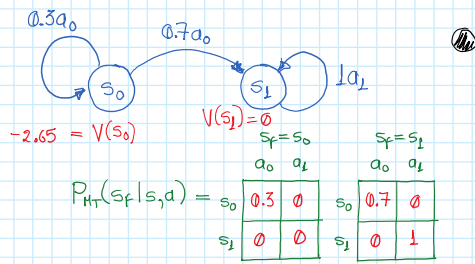 0.3a₀
0.7a₀
S₀
S₁
1a₁
-2.65 = V(S₀)
V(S₁)=0
S_f=S₀
S_f=S₁
a₀ a₁
a₀ a₁
P_MT(S_f|S,a) =
S₀ 0.3 0
S₀ 0.7 0
S₁ 0 0
S₁ 0 1